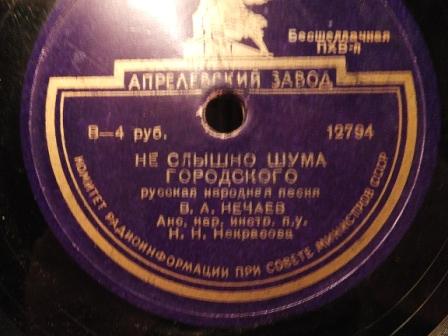 Бесшеллачная
ПХВ-п
АПРЕЛЕВСКИЙ ЗАВОД
В—4 руб.
12794
НЕ СЛЫШНО ШУМА
ГОРОДСКОГО
русская народная песня
В. А. НЕЧАЕВ
Анс. нар. инстр. п.у.
Н. Н. Некрасова
КОМИТЕТ РАДИОИНФОРМАЦИИ ПРИ СОВЕТЕ МИНИСТРОВ СССР